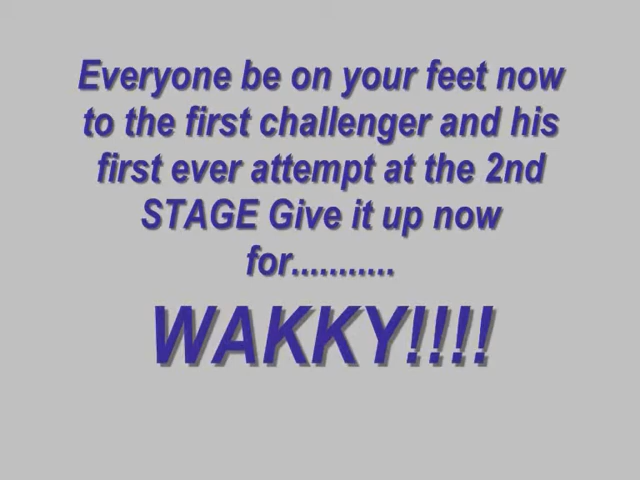 Everyone be on your feet now
to the first challenger and his
first ever attempt at the 2nd
STAGE Give it up now
for...........
WAKKY!!!!